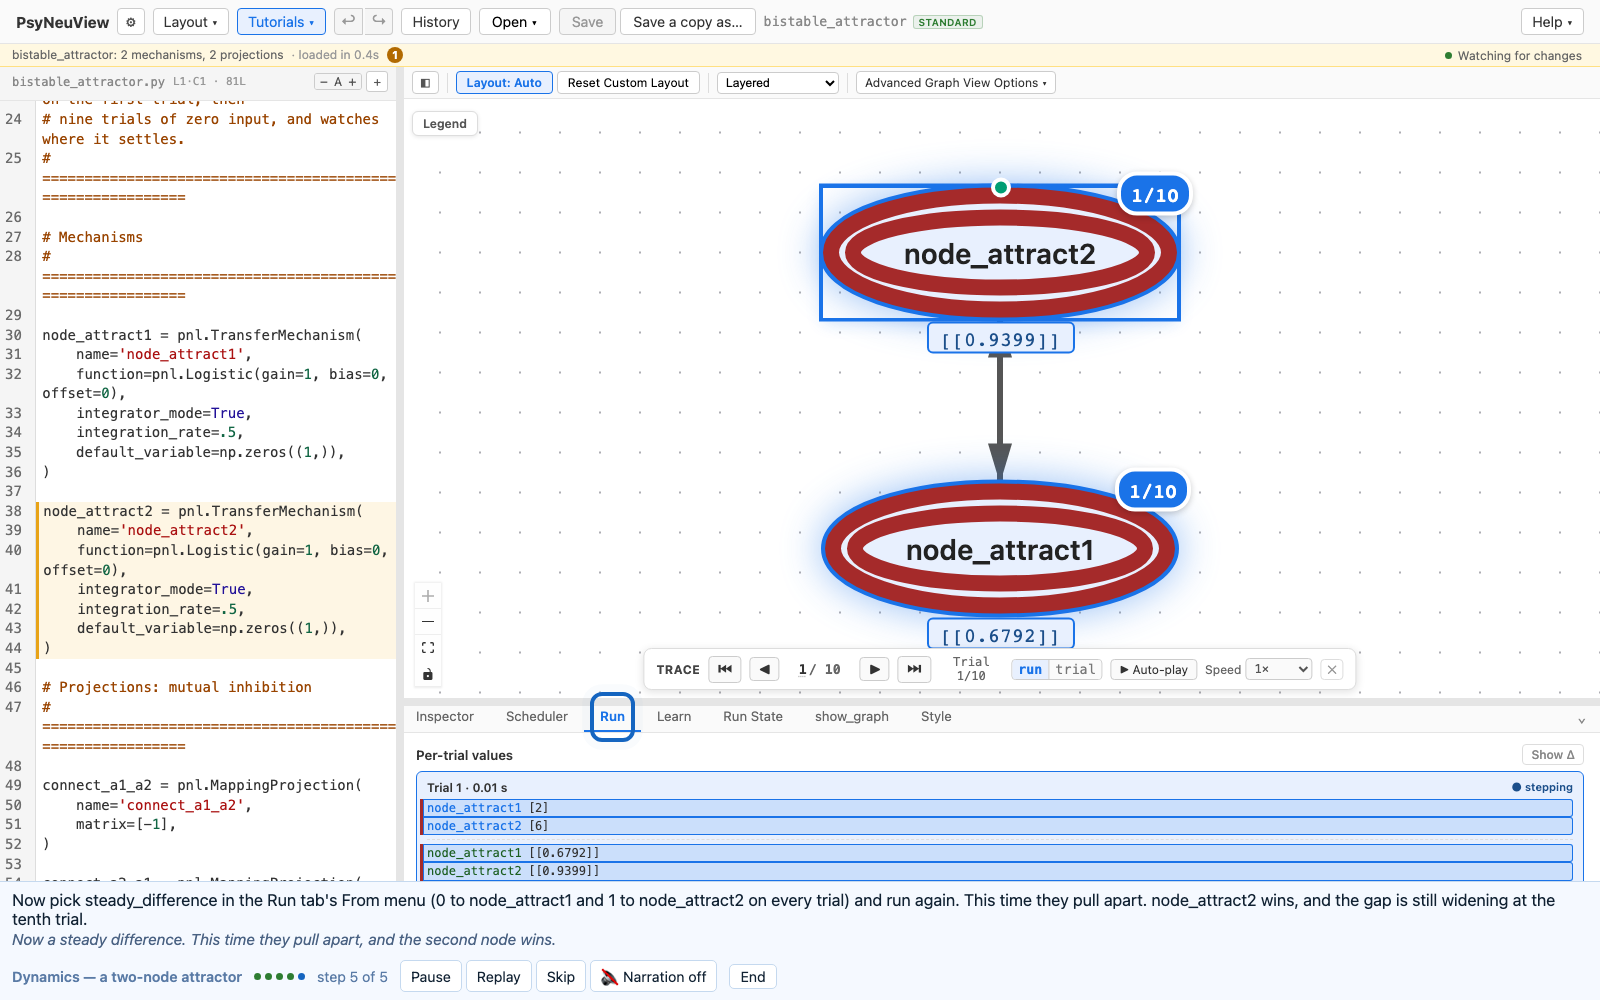 PsyNeuView ⚙ Layout ▾ Tutorials ▾ ↩ ↪ History Open ▾ Save Save a copy as... bistable_attractor STANDARD Help ▾
bistable_attractor: 2 mechanisms, 2 projections · loaded in 0.4s 1 Watching for changes
bistable_attractor.py L1:C1 · 81L − A + +
Layout: Auto Reset Custom Layout Layered Advanced Graph View Options ▾
on the first trial, then
24 # nine trials of zero input, and watches
where it settles.
25 #
==========================================
=================
26
27 # Mechanisms
28 #
==========================================
=================
29
30 node_attract1 = pnl.TransferMechanism(
31 name='node_attract1',
32 function=pnl.Logistic(gain=1, bias=0,
offset=0),
33 integrator_mode=True,
34 integration_rate=.5,
35 default_variable=np.zeros((1,)),
36 )
37
38 node_attract2 = pnl.TransferMechanism(
39 name='node_attract2',
40 function=pnl.Logistic(gain=1, bias=0,
offset=0),
41 integrator_mode=True,
42 integration_rate=.5,
43 default_variable=np.zeros((1,)),
44 )
45
46 # Projections: mutual inhibition
47 #
==========================================
=================
48
49 connect_a1_a2 = pnl.MappingProjection(
50 name='connect_a1_a2',
51 matrix=[-1],
52 )
53
54 connect_a2_a1 = pnl.MappingProjection(
Legend
1/10
node_attract2
[[0.9399]]
1/10
node_attract1
[[0.6792]]
TRACE ⏮ ◀ 1 / 10 ▶ ⏭ Trial 1/10 run trial ▶ Auto-play Speed 1× ✕
Inspector Scheduler Run Learn Run State show_graph Style
Per-trial values Show Δ
Trial 1 · 0.01 s stepping
node_attract1 [2]
node_attract2 [6]
node_attract1 [[0.6792]]
node_attract2 [[0.9399]]
Now pick steady_difference in the Run tab's From menu (0 to node_attract1 and 1 to node_attract2 on every trial) and run again. This time they pull apart. node_attract2 wins, and the gap is still widening at the
tenth trial.
Now a steady difference. This time they pull apart, and the second node wins.
Dynamics — a two-node attractor step 5 of 5 Pause Replay Skip Narration off End